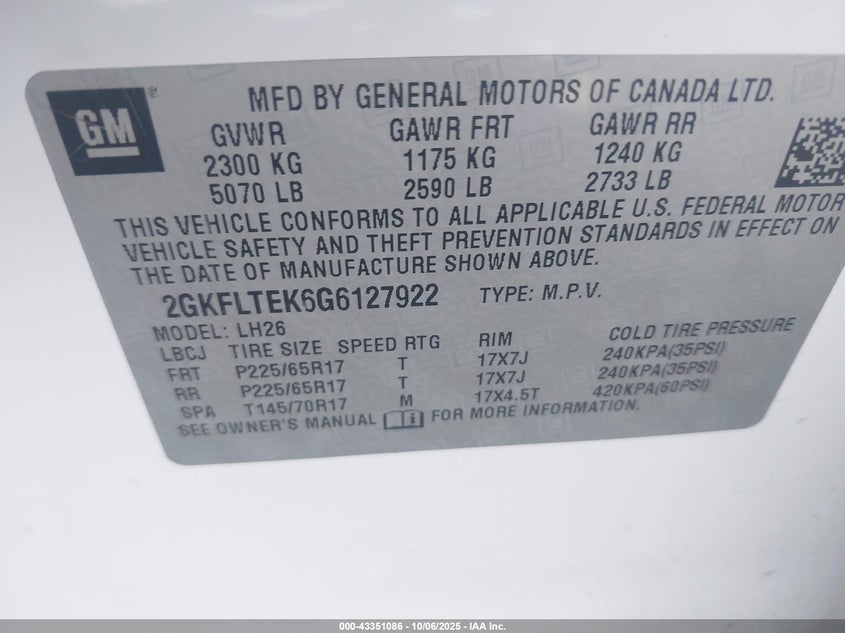 GM
MFD BY GENERAL MOTORS OF CANADA LTD.
GVWR GAWR FRT GAWR RR
2300 KG 1175 KG 1240 KG
5070 LB 2590 LB 2733 LB
THIS VEHICLE CONFORMS TO ALL APPLICABLE U.S. FEDERAL MOTOR
VEHICLE SAFETY AND THEFT PREVENTION STANDARDS IN EFFECT ON
THE DATE OF MANUFACTURE SHOWN ABOVE.
2GKFLTEK6G6127922 TYPE: M.P.V.
MODEL: LH26
LBCJ TIRE SIZE SPEED RTG RIM COLD TIRE PRESSURE
FRT P225/65R17 T 17X7J 240KPA(35PSI)
RR P225/65R17 T 17X7J 240KPA(35PSI)
SPA T145/70R17 M 17X4.5T 420KPA(60PSI)
SEE OWNER'S MANUAL FOR MORE INFORMATION.
000-43351086 - 10/06/2025 - IAA Inc.